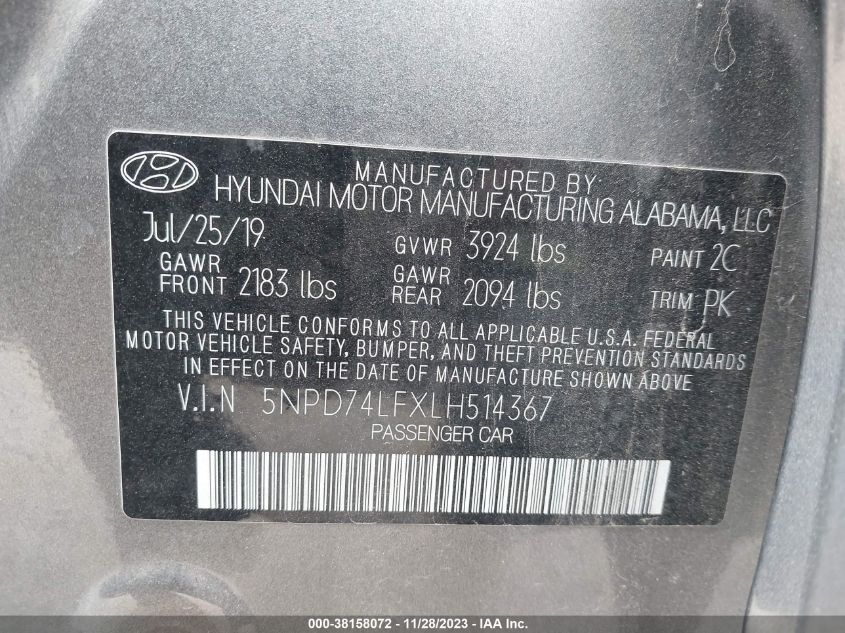 MANUFACTURED BY
HYUNDAI MOTOR MANUFACTURING ALABAMA, LLC
Jul/25/19 GVWR 3924 lbs PAINT 2C
GAWR FRONT 2183 lbs GAWR REAR 2094 lbs TRIM PK
THIS VEHICLE CONFORMS TO ALL APPLICABLE U.S.A. FEDERAL
MOTOR VEHICLE SAFETY, BUMPER, AND THEFT PREVENTION STANDARDS
IN EFFECT ON THE DATE OF MANUFACTURE SHOWN ABOVE
V.I.N 5NPD74LFXLH514367
PASSENGER CAR
000-38158072 - 11/28/2023 - IAA Inc.